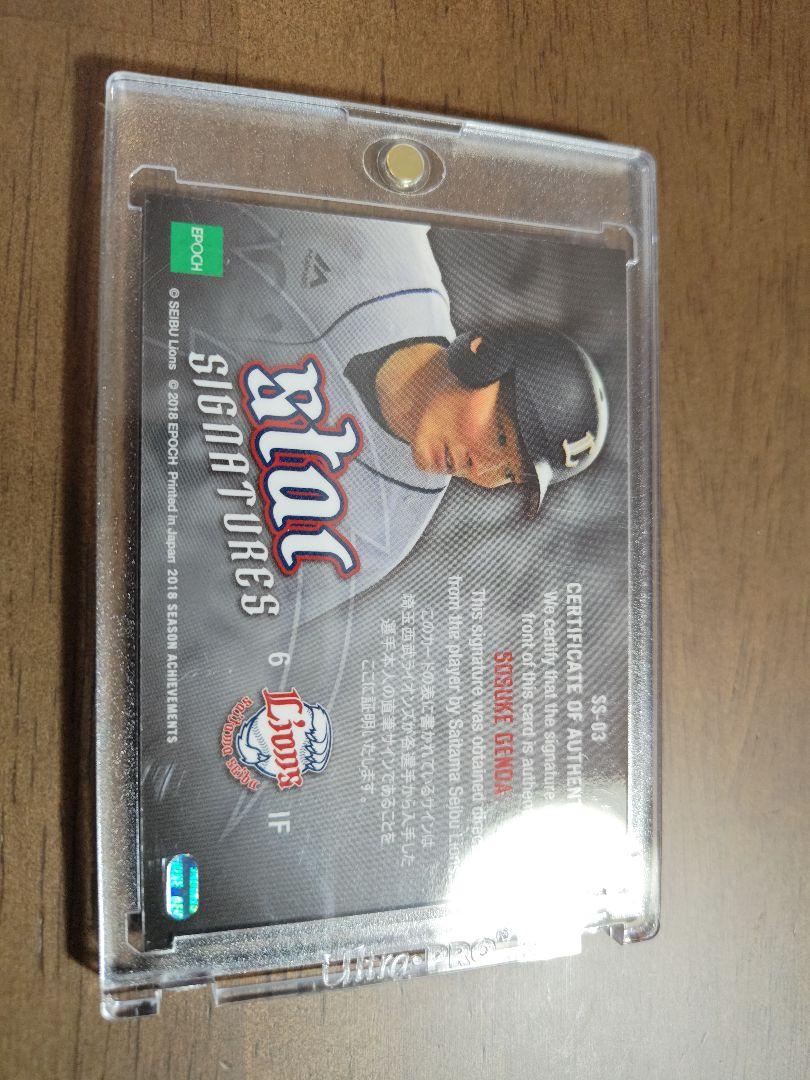 SS-03
CERTIFICATE OF AUTHENT
We certify that the signature
front of this card is authe
SOSUKE GENDA
This signature was obtained
from the player by Saitama Seibu Lions
このカードの表に書かれているサインは
埼玉西武ライオンズが選手から入手した
選手本人の直筆サインであることを
ここに証明いたします。
star
SIGNATURES
6
Lions
IF
EPOCH
© SEIBU Lions © 2018 EPOCH Printed in Japan 2018 SEASON ACHIEVEMENTS
L
Ultra·PRO®